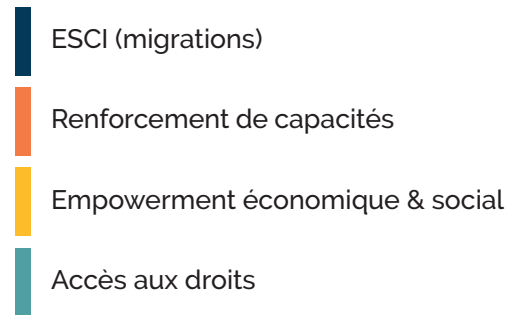 ESCI (migrations)
Renforcement de capacités
Empowerment économique & social
Accès aux droits